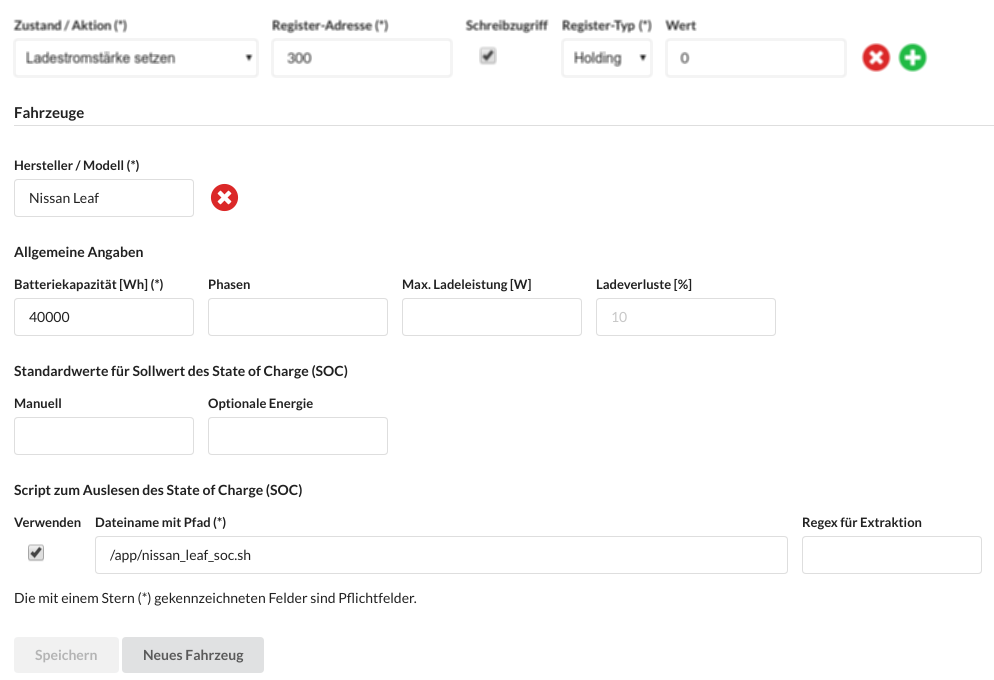 Zustand / Aktion (*) Register-Adresse (*) Schreibzugriff Register-Typ (*) Wert
Ladestromstärke setzen 300 Holding 0
Fahrzeuge
Hersteller / Modell (*)
Nissan Leaf
Allgemeine Angaben
Batteriekapazität [Wh] (*) Phasen Max. Ladeleistung [W] Ladeverluste [%]
40000 10
Standardwerte für Sollwert des State of Charge (SOC)
Manuell Optionale Energie
Script zum Auslesen des State of Charge (SOC)
Verwenden Dateiname mit Pfad (*) Regex für Extraktion
/app/nissan_leaf_soc.sh
Die mit einem Stern (*) gekennzeichneten Felder sind Pflichtfelder.
Speichern Neues Fahrzeug